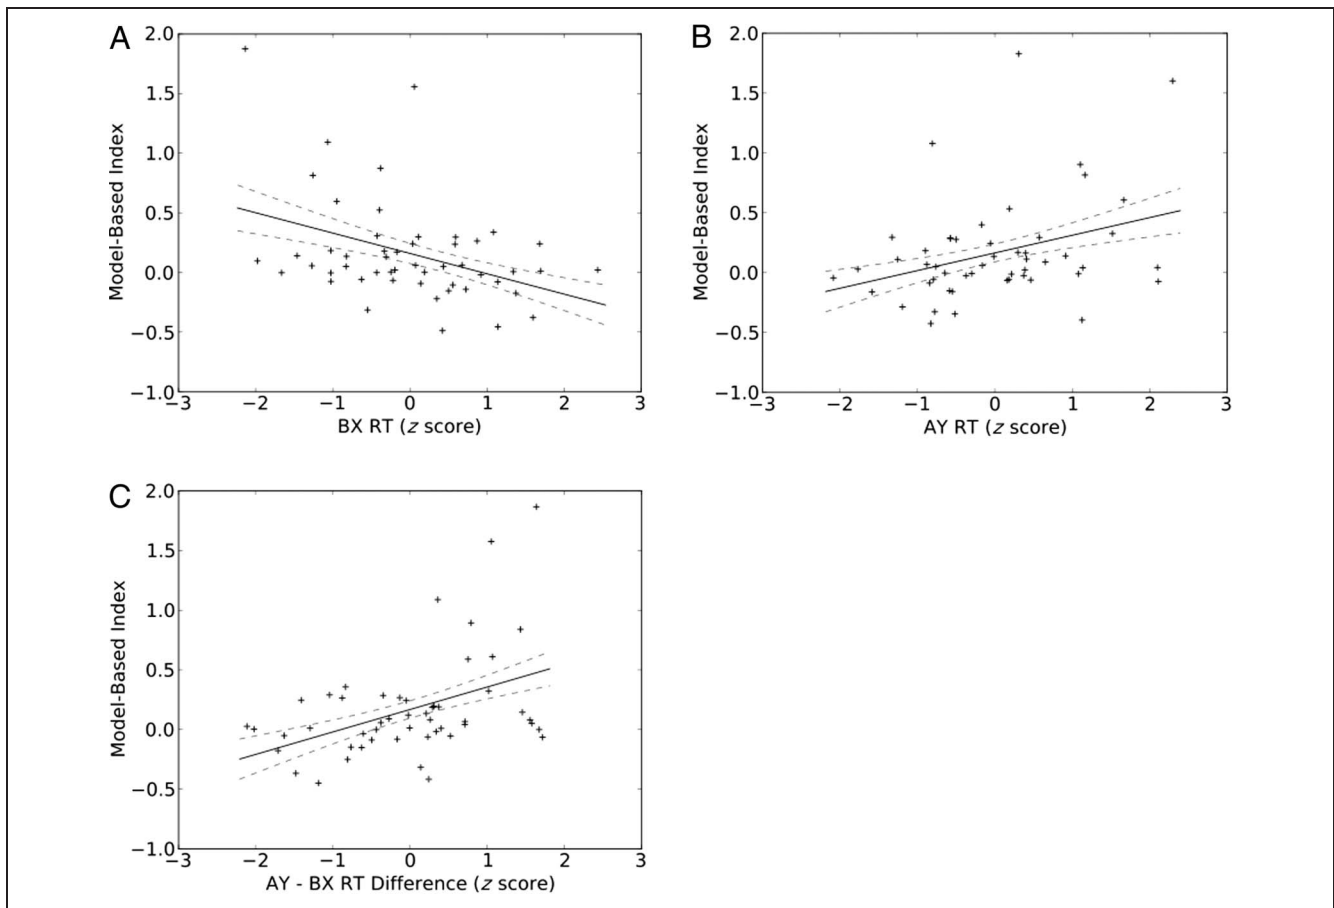 A
2.0
1.5
1.0
0.5
0.0
−0.5
−1.0
Model-Based Index
−3 −2 −1 0 1 2 3
BX RT (z score)
B
2.0
1.5
1.0
0.5
0.0
−0.5
−1.0
Model-Based Index
−3 −2 −1 0 1 2 3
AY RT (z score)
C
2.0
1.5
1.0
0.5
0.0
−0.5
−1.0
Model-Based Index
−3 −2 −1 0 1 2 3
AY - BX RT Difference (z score)